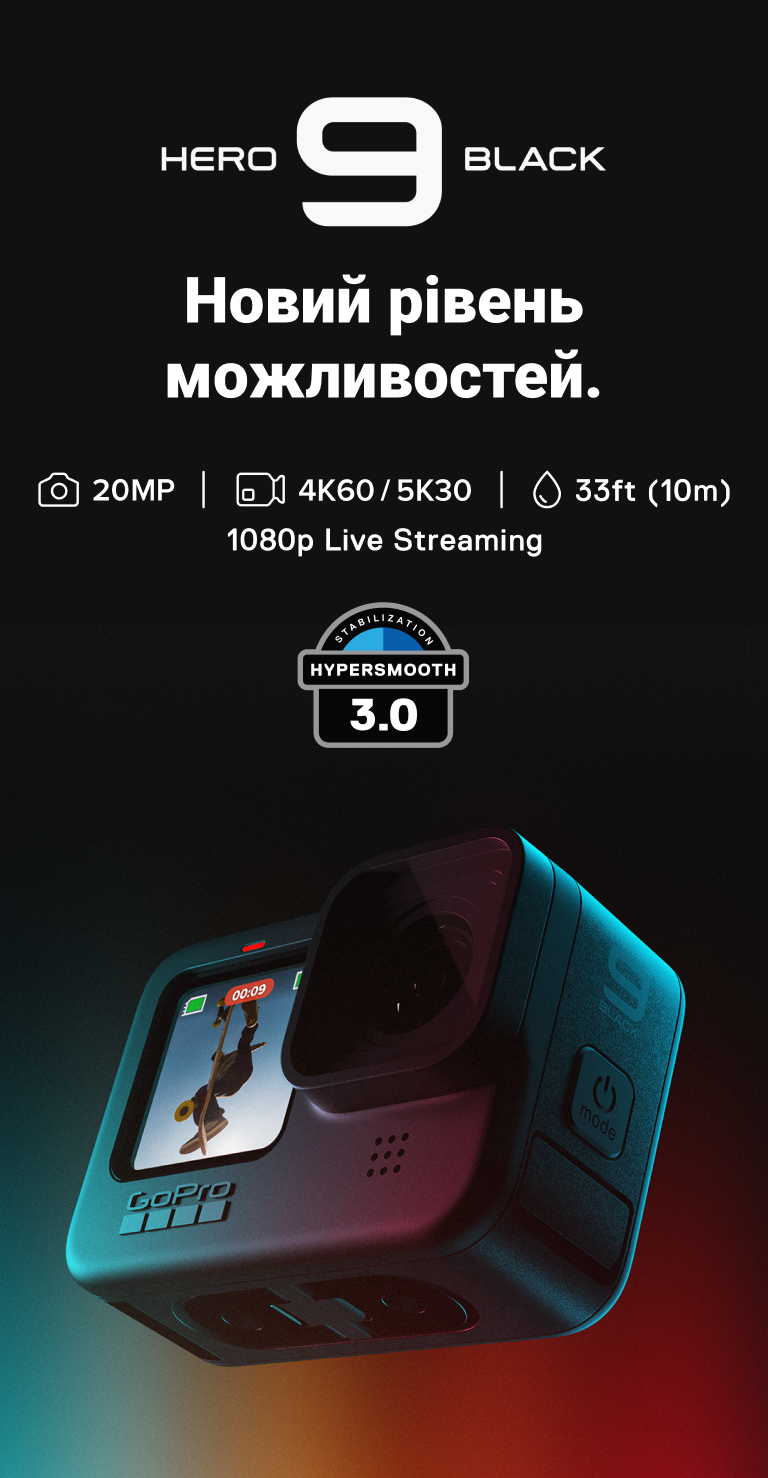 HERO 9 BLACK
Новий рівень
можливостей.
20MP | 4K60 / 5K30 | 33ft (10m)
1080p Live Streaming
STABILIZATION
HYPERSMOOTH
3.0
00:09
9
BLACK
mode
GoPro